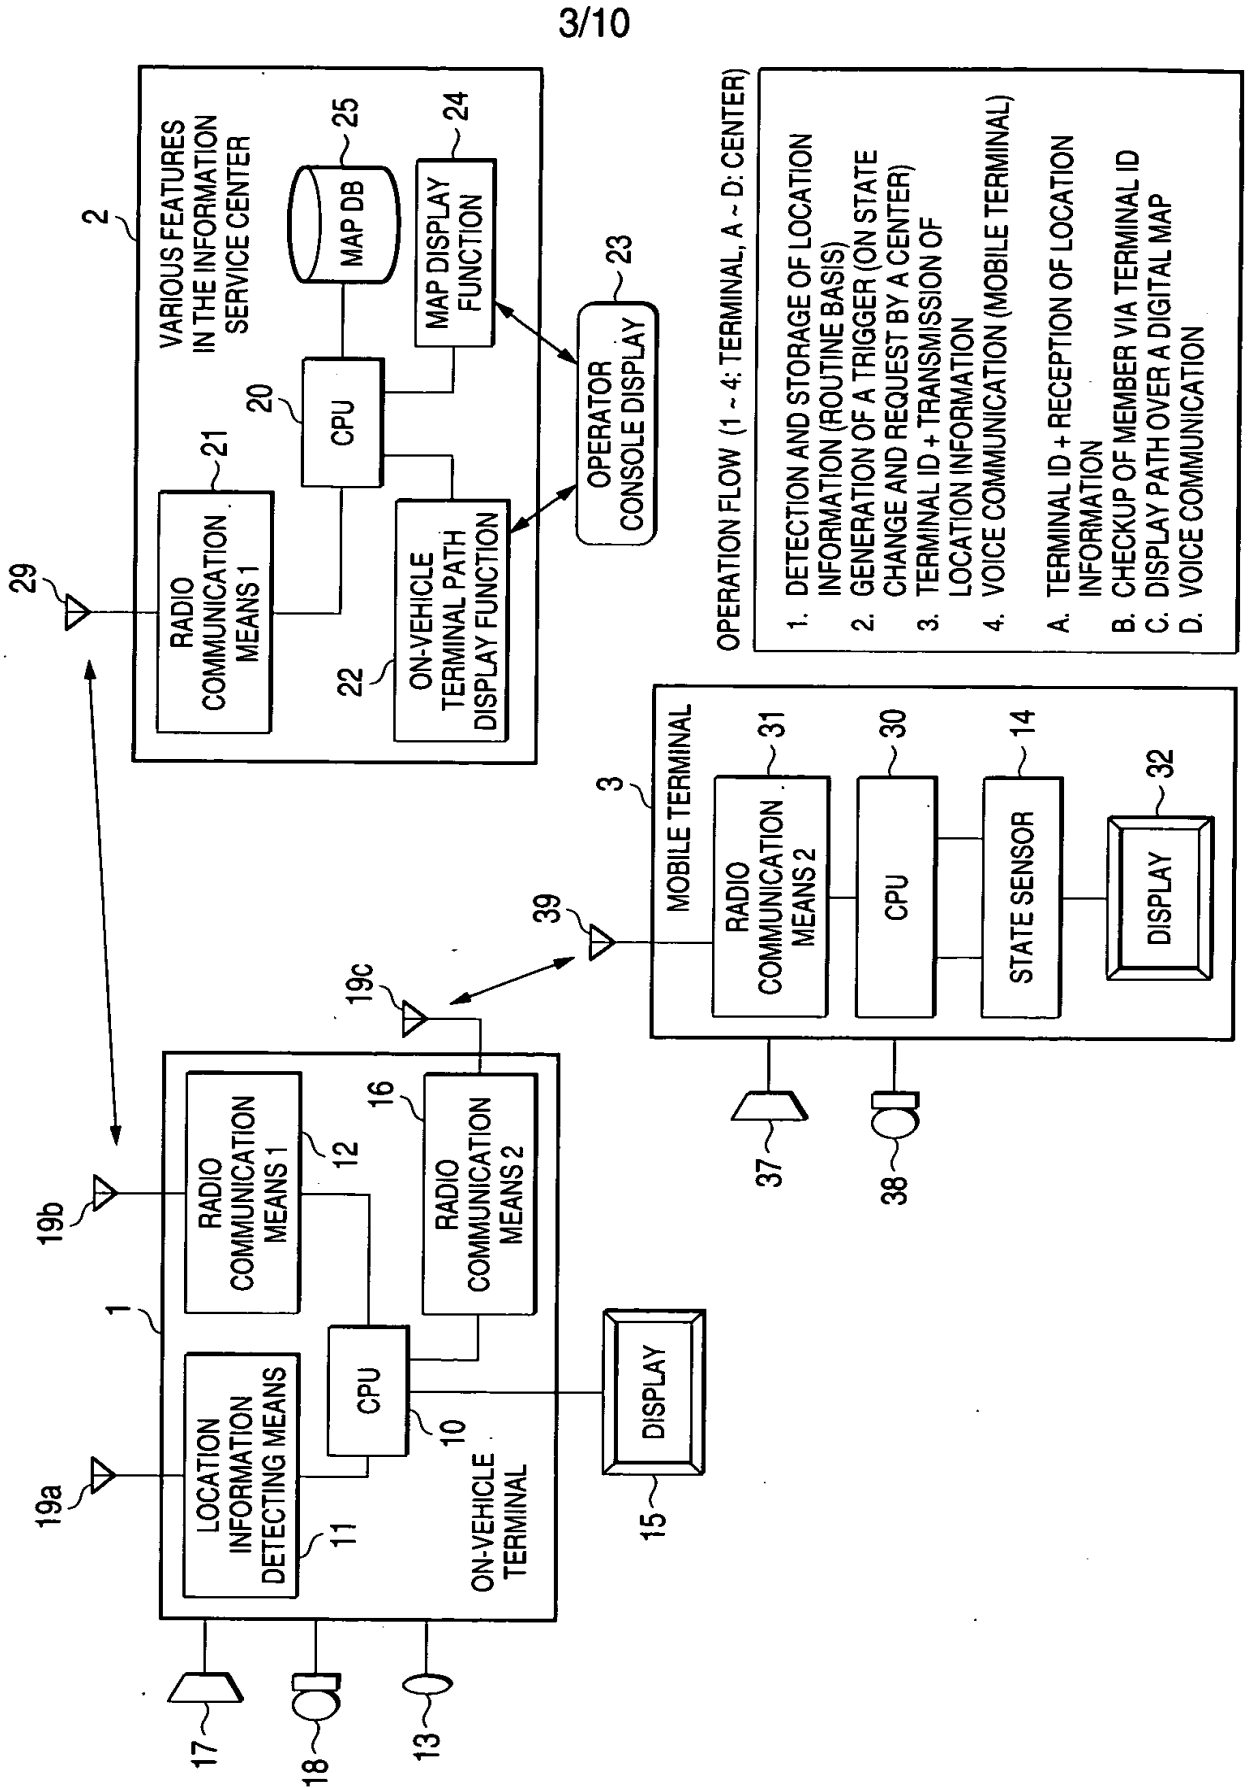 3/10
19a
19b
1
LOCATION
INFORMATION
DETECTING MEANS
11
RADIO
COMMUNICATION
MEANS 1
12
CPU
10
16
RADIO
COMMUNICATION
MEANS 2
19c
ON-VEHICLE
TERMINAL
17
18
13
DISPLAY
15
29
2
VARIOUS FEATURES
IN THE INFORMATION
SERVICE CENTER
RADIO
COMMUNICATION
MEANS 1
21
20
CPU
MAP DB
25
22
ON-VEHICLE
TERMINAL PATH
DISPLAY FUNCTION
MAP DISPLAY
FUNCTION
24
OPERATOR
CONSOLE DISPLAY
23
39
3
MOBILE TERMINAL
RADIO
COMMUNICATION
MEANS 2
31
CPU
30
STATE SENSOR
14
DISPLAY
32
37
38
OPERATION FLOW (1 ~ 4: TERMINAL, A ~ D: CENTER)
1. DETECTION AND STORAGE OF LOCATION
INFORMATION (ROUTINE BASIS)
2. GENERATION OF A TRIGGER (ON STATE
CHANGE AND REQUEST BY A CENTER)
3. TERMINAL ID + TRANSMISSION OF
LOCATION INFORMATION
4. VOICE COMMUNICATION (MOBILE TERMINAL)
A. TERMINAL ID + RECEPTION OF LOCATION
INFORMATION
B. CHECKUP OF MEMBER VIA TERMINAL ID
C. DISPLAY PATH OVER A DIGITAL MAP
D. VOICE COMMUNICATION